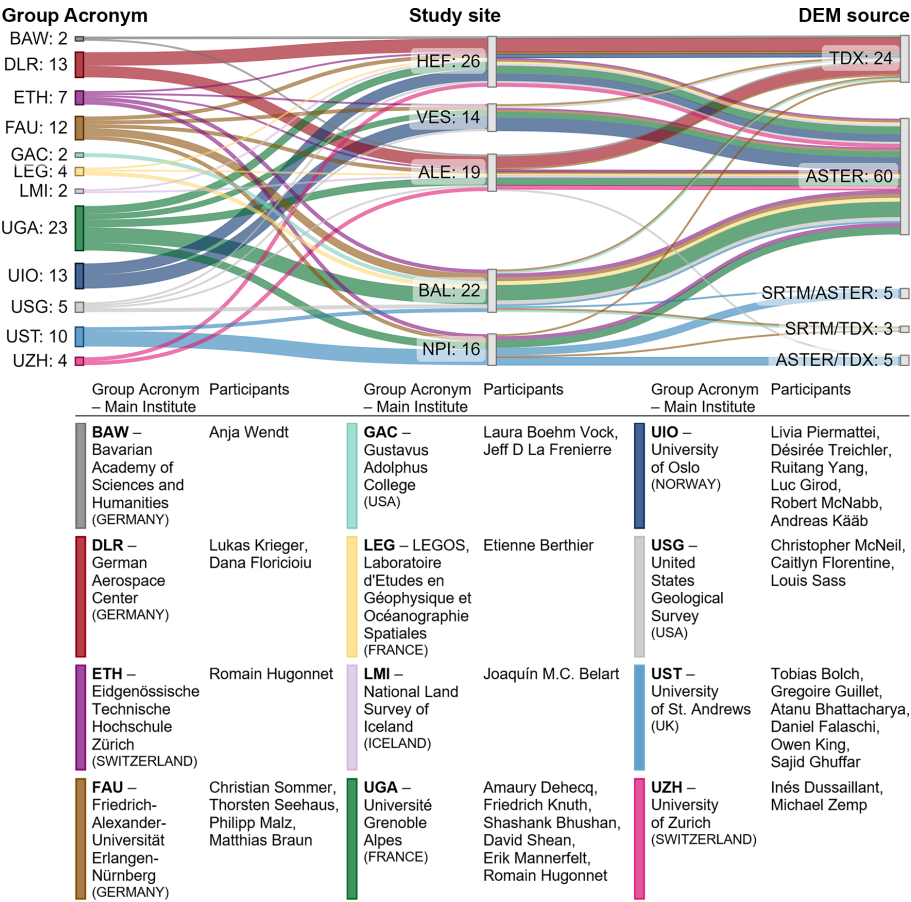 Group Acronym
Study site
DEM source
BAW: 2
DLR: 13
ETH: 7
FAU: 12
GAC: 2
LEG: 4
LMI: 2
UGA: 23
UIO: 13
USG: 5
UST: 10
UZH: 4
HEF: 26
VES: 14
ALE: 19
BAL: 22
NPI: 16
TDX: 24
ASTER: 60
SRTM/ASTER: 5
SRTM/TDX: 3
ASTER/TDX: 5
Group Acronym
– Main Institute
Participants
BAW –
Bavarian
Academy of
Sciences and
Humanities
(GERMANY)
Anja Wendt
DLR –
German
Aerospace
Center
(GERMANY)
Lukas Krieger,
Dana Floricioiu
ETH –
Eidgenössische
Technische
Hochschule
Zürich
(SWITZERLAND)
Romain Hugonnet
FAU –
Friedrich-
Alexander-
Universität
Erlangen-
Nürnberg
(GERMANY)
Christian Sommer,
Thorsten Seehaus,
Philipp Malz,
Matthias Braun
Group Acronym
– Main Institute
Participants
GAC –
Gustavus
Adolphus
College
(USA)
Laura Boehm Vock,
Jeff D La Frenierre
LEG – LEGOS,
Laboratoire
d'Etudes en
Géophysique et
Océanographie
Spatiales
(FRANCE)
Etienne Berthier
LMI –
National Land
Survey of
Iceland
(ICELAND)
Joaquín M.C. Belart
UGA –
Université
Grenoble
Alpes
(FRANCE)
Amaury Dehecq,
Friedrich Knuth,
Shashank Bhushan,
David Shean,
Erik Mannerfelt,
Romain Hugonnet
Group Acronym
– Main Institute
Participants
UIO –
University
of Oslo
(NORWAY)
Livia Piermattei,
Désirée Treichler,
Ruitang Yang,
Luc Girod,
Robert McNabb,
Andreas Kääb
USG –
United
States
Geological
Survey
(USA)
Christopher McNeil,
Caitlyn Florentine,
Louis Sass
UST –
University
of St. Andrews
(UK)
Tobias Bolch,
Gregoire Guillet,
Atanu Bhattacharya,
Daniel Falaschi,
Owen King,
Sajid Ghuffar
UZH –
University
of Zurich
(SWITZERLAND)
Inés Dussaillant,
Michael Zemp